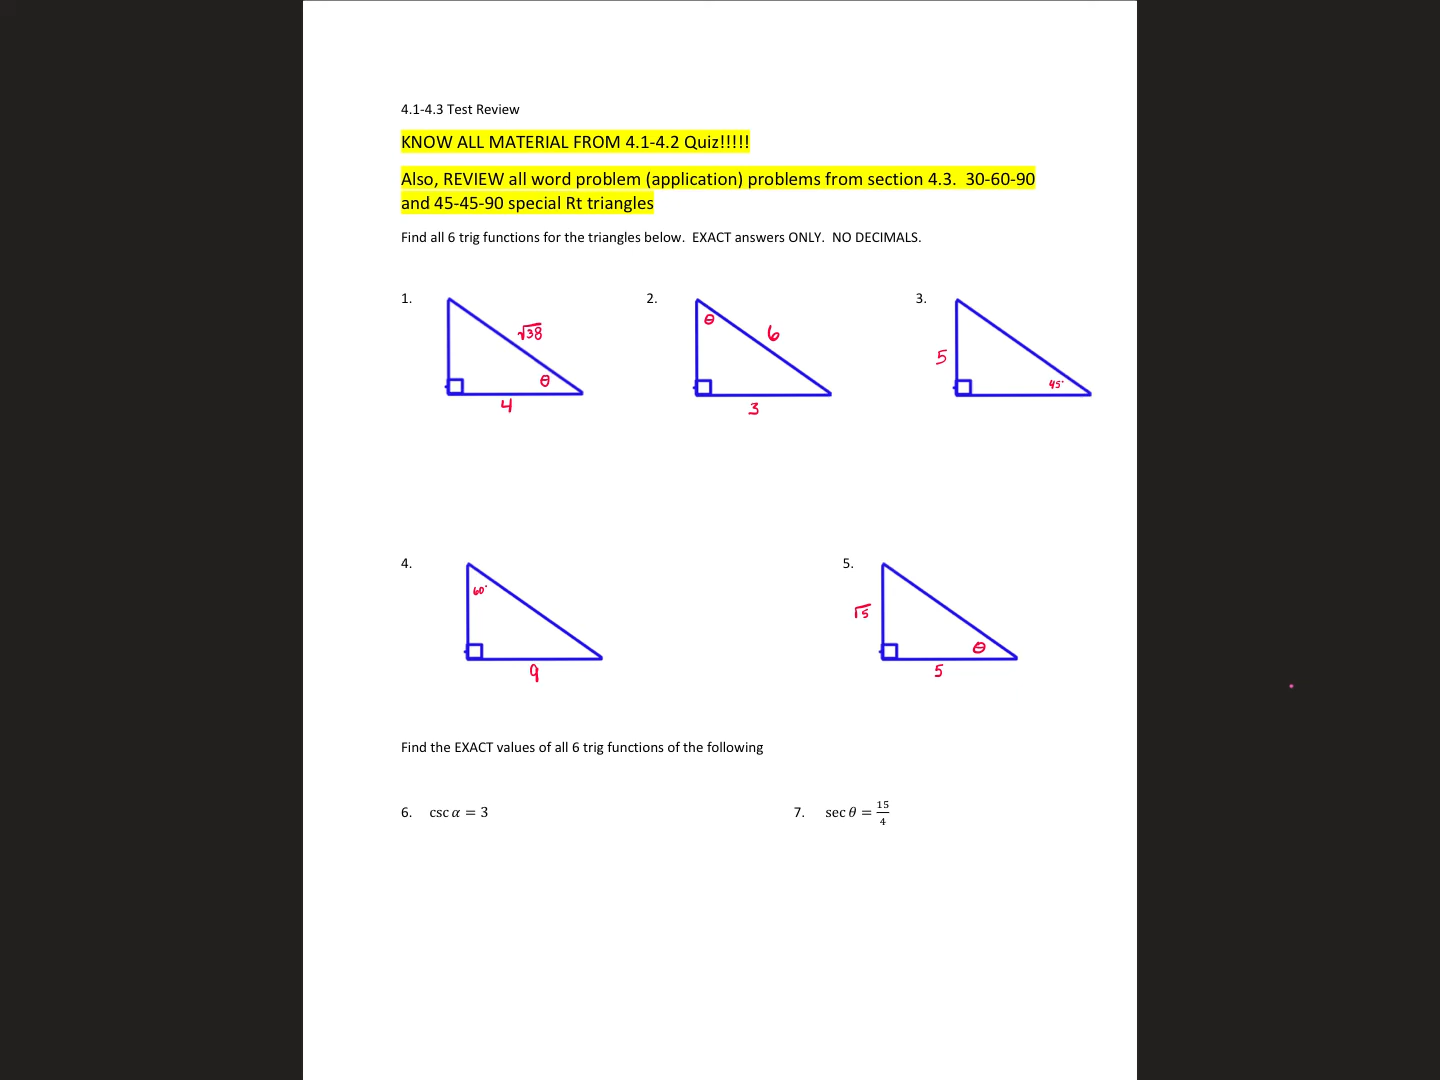 4.1-4.3 Test Review
KNOW ALL MATERIAL FROM 4.1-4.2 Quiz!!!!!
Also, REVIEW all word problem (application) problems from section 4.3.  30-60-90
and 45-45-90 special Rt triangles
Find all 6 trig functions for the triangles below.  EXACT answers ONLY.  NO DECIMALS.
1.
√38
θ
4
2.
θ
6
3
3.
5
45°
4.
60°
9
5.
√5
θ
5
Find the EXACT values of all 6 trig functions of the following
6. csc α = 3
7. sec θ = 15/4